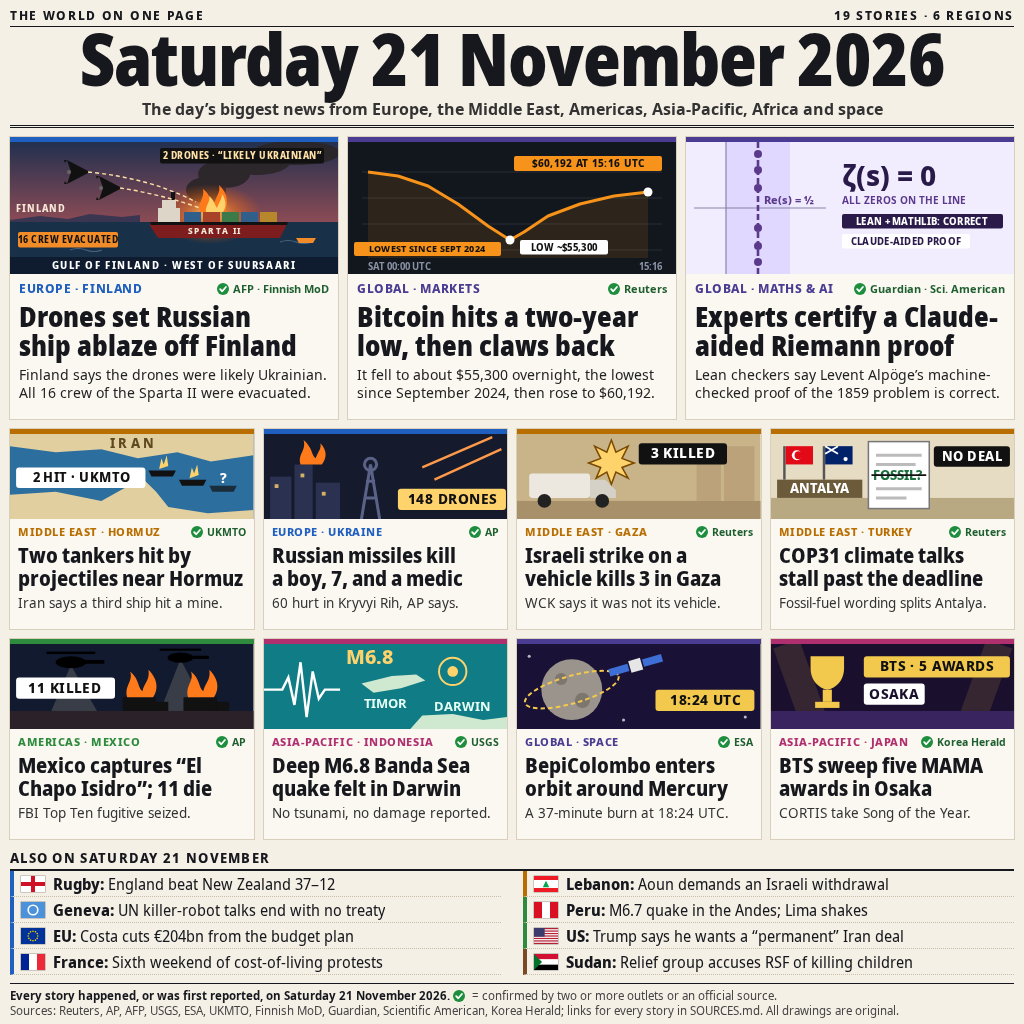 THE WORLD ON ONE PAGE
19 STORIES · 6 REGIONS
Saturday 21 November 2026
The day’s biggest news from Europe, the Middle East, Americas, Asia-Pacific, Africa and space
2 DRONES · “LIKELY UKRAINIAN”
FINLAND
SPARTA II
16 CREW EVACUATED
GULF OF FINLAND · WEST OF SUURSAARI
EUROPE · FINLAND
AFP · Finnish MoD
Drones set Russian
ship ablaze off Finland
Finland says the drones were likely Ukrainian.
All 16 crew of the Sparta II were evacuated.
$60,192 AT 15:16 UTC
LOWEST SINCE SEPT 2024
LOW ~$55,300
SAT 00:00 UTC
15:16
GLOBAL · MARKETS
Reuters
Bitcoin hits a two-year
low, then claws back
It fell to about $55,300 overnight, the lowest
since September 2024, then rose to $60,192.
ζ(s) = 0
Re(s) = ½
ALL ZEROS ON THE LINE
LEAN + MATHLIB: CORRECT
CLAUDE-AIDED PROOF
GLOBAL · MATHS & AI
Guardian · Sci. American
Experts certify a Claude-
aided Riemann proof
Lean checkers say Levent Alpöge’s machine-
checked proof of the 1859 problem is correct.
IRAN
2 HIT · UKMTO
?
MIDDLE EAST · HORMUZ
UKMTO
Two tankers hit by
projectiles near Hormuz
Iran says a third ship hit a mine.
148 DRONES
EUROPE · UKRAINE
AP
Russian missiles kill
a boy, 7, and a medic
60 hurt in Kryvyi Rih, AP says.
3 KILLED
MIDDLE EAST · GAZA
Reuters
Israeli strike on a
vehicle kills 3 in Gaza
WCK says it was not its vehicle.
NO DEAL
FOSSIL?
ANTALYA
MIDDLE EAST · TURKEY
Reuters
COP31 climate talks
stall past the deadline
Fossil-fuel wording splits Antalya.
11 KILLED
AMERICAS · MEXICO
AP
Mexico captures “El
Chapo Isidro”; 11 die
FBI Top Ten fugitive seized.
M6.8
TIMOR
DARWIN
ASIA-PACIFIC · INDONESIA
USGS
Deep M6.8 Banda Sea
quake felt in Darwin
No tsunami, no damage reported.
18:24 UTC
GLOBAL · SPACE
ESA
BepiColombo enters
orbit around Mercury
A 37-minute burn at 18:24 UTC.
BTS · 5 AWARDS
OSAKA
ASIA-PACIFIC · JAPAN
Korea Herald
BTS sweep five MAMA
awards in Osaka
CORTIS take Song of the Year.
ALSO ON SATURDAY 21 NOVEMBER
Rugby: England beat New Zealand 37–12
Geneva: UN killer-robot talks end with no treaty
EU: Costa cuts €204bn from the budget plan
France: Sixth weekend of cost-of-living protests
Lebanon: Aoun demands an Israeli withdrawal
Peru: M6.7 quake in the Andes; Lima shakes
US: Trump says he wants a “permanent” Iran deal
Sudan: Relief group accuses RSF of killing children
Every story happened, or was first reported, on Saturday 21 November 2026. = confirmed by two or more outlets or an official source.
Sources: Reuters, AP, AFP, USGS, ESA, UKMTO, Finnish MoD, Guardian, Scientific American, Korea Herald; links for every story in SOURCES.md. All drawings are original.